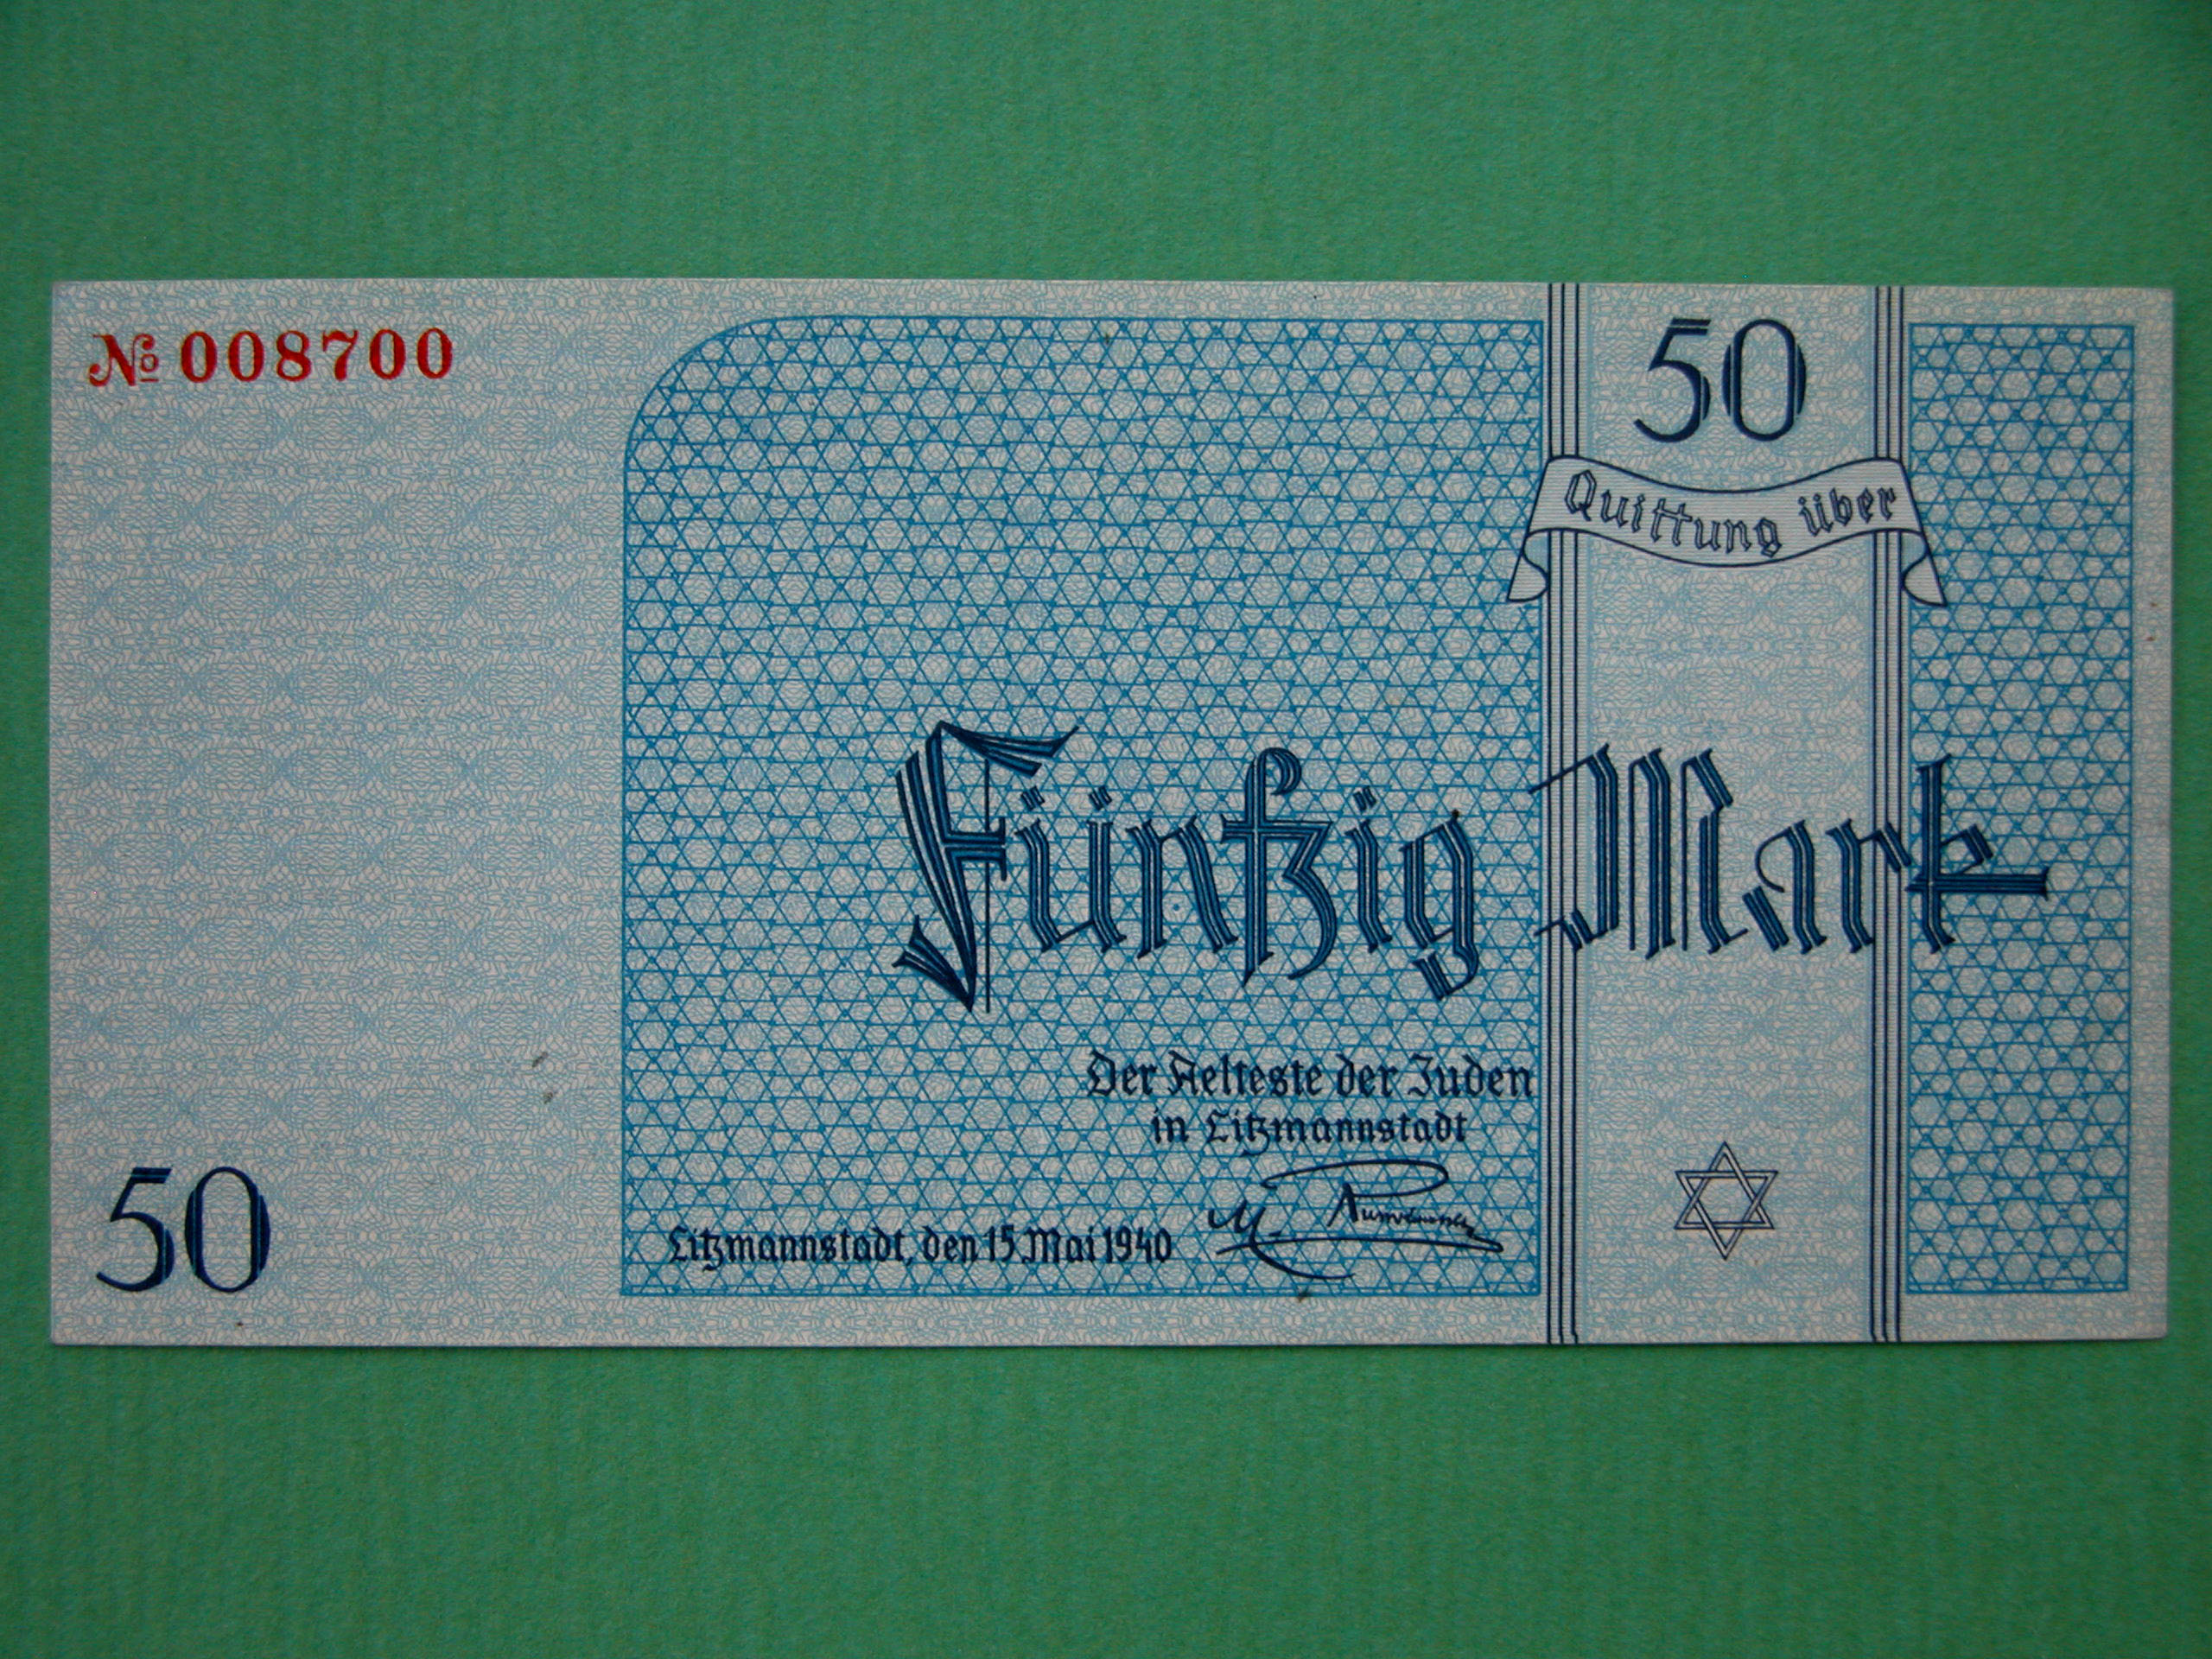 № 008700
50
Quittung über
Fünfzig Mark
Der Aelteste der Juden
in Litzmannstadt
Litzmannstadt, den 15. Mai 1940
M. Rumkowski
50